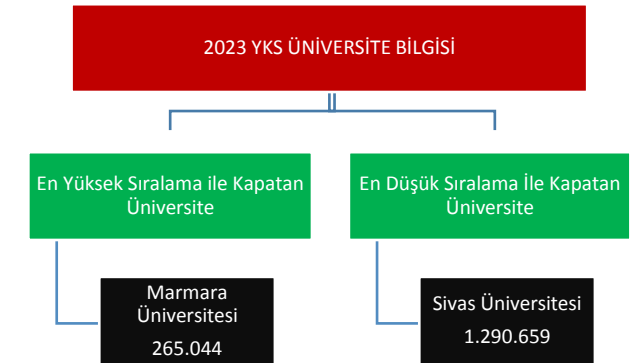 2023 YKS ÜNİVERSİTE BİLGİSİ
En Yüksek Sıralama ile Kapatan
Üniversite
En Düşük Sıralama İle Kapatan
Üniversite
Marmara
Üniversitesi
265.044
Sivas Üniversitesi
1.290.659